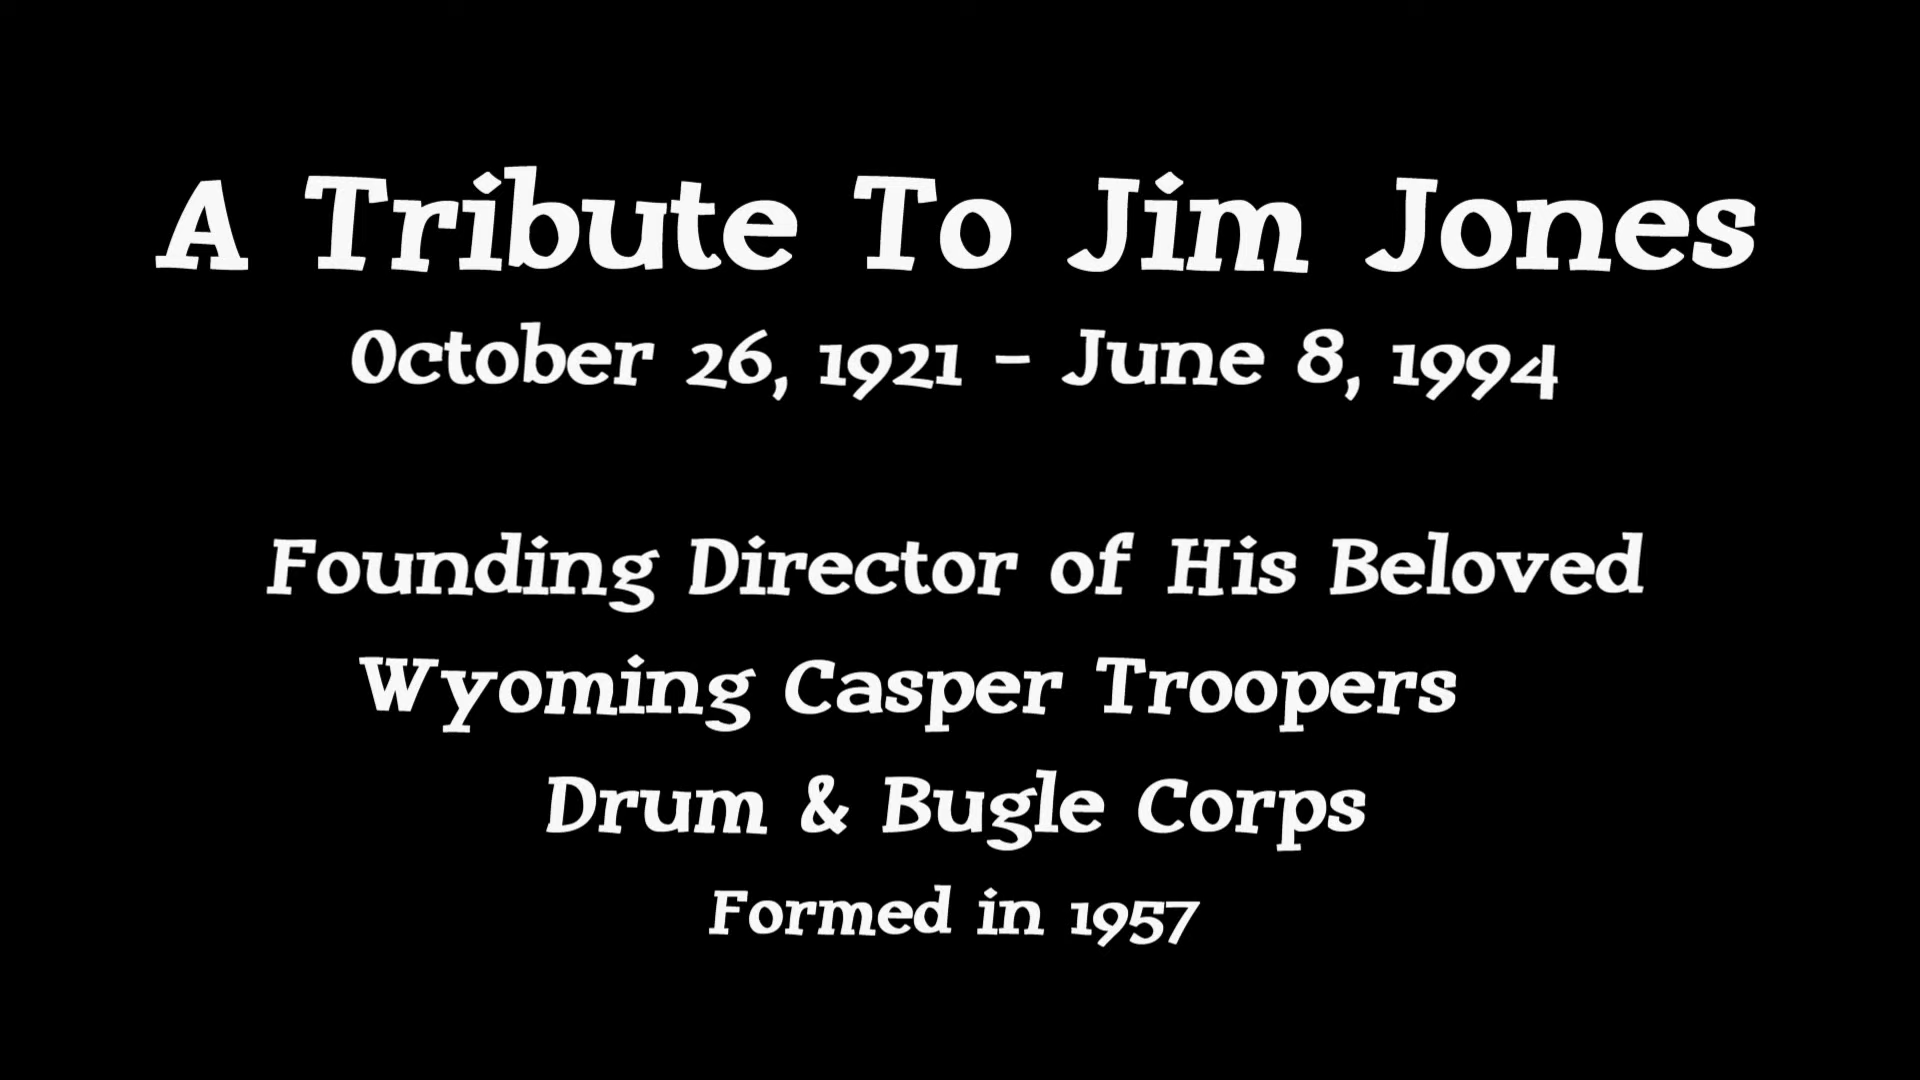 A Tribute To Jim Jones
October 26, 1921 - June 8, 1994
Founding Director of His Beloved
Wyoming Casper Troopers
Drum & Bugle Corps
Formed in 1957